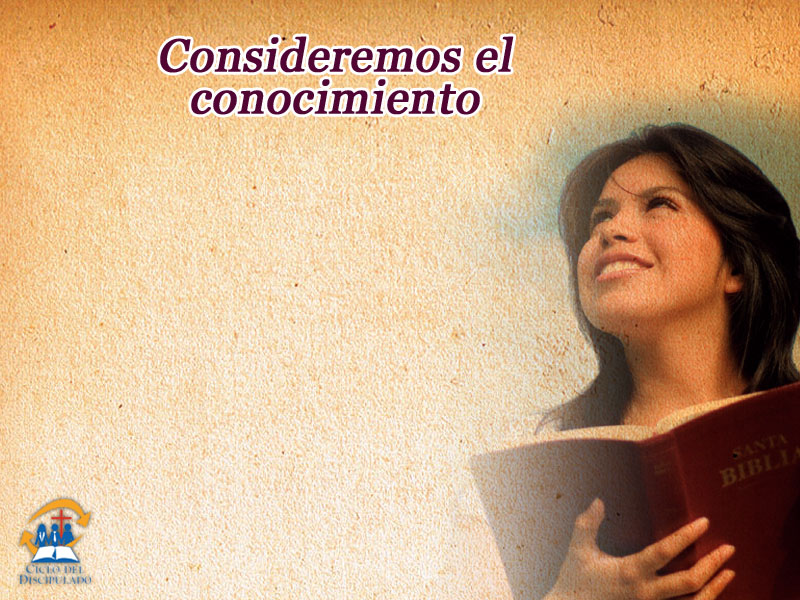 Consideremos el
conocimiento
SANTA
BIBLIA
CICLO DEL
DISCIPULADO